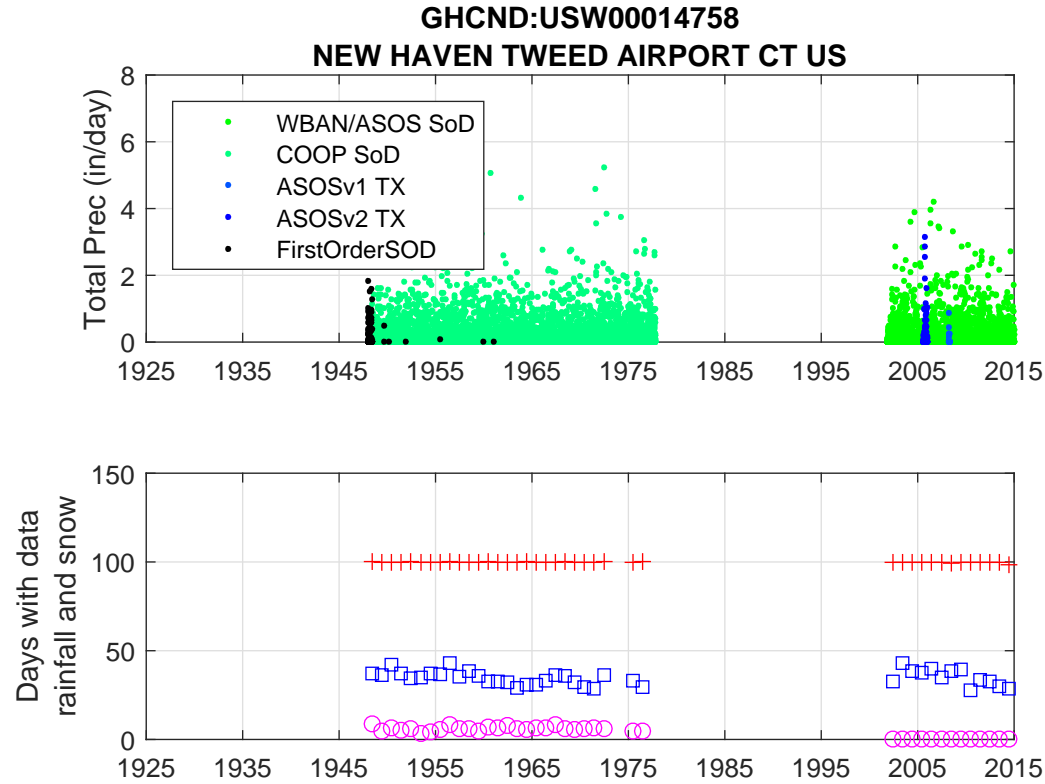 GHCND:USW00014758
NEW HAVEN TWEED AIRPORT CT US
Total Prec (in/day)
8
6
4
2
0
WBAN/ASOS SoD
COOP SoD
ASOSv1 TX
ASOSv2 TX
FirstOrderSOD
1925 1935 1945 1955 1965 1975 1985 1995 2005 2015
Days with data
rainfall and snow
150
100
50
0
1925 1935 1945 1955 1965 1975 1985 1995 2005 2015